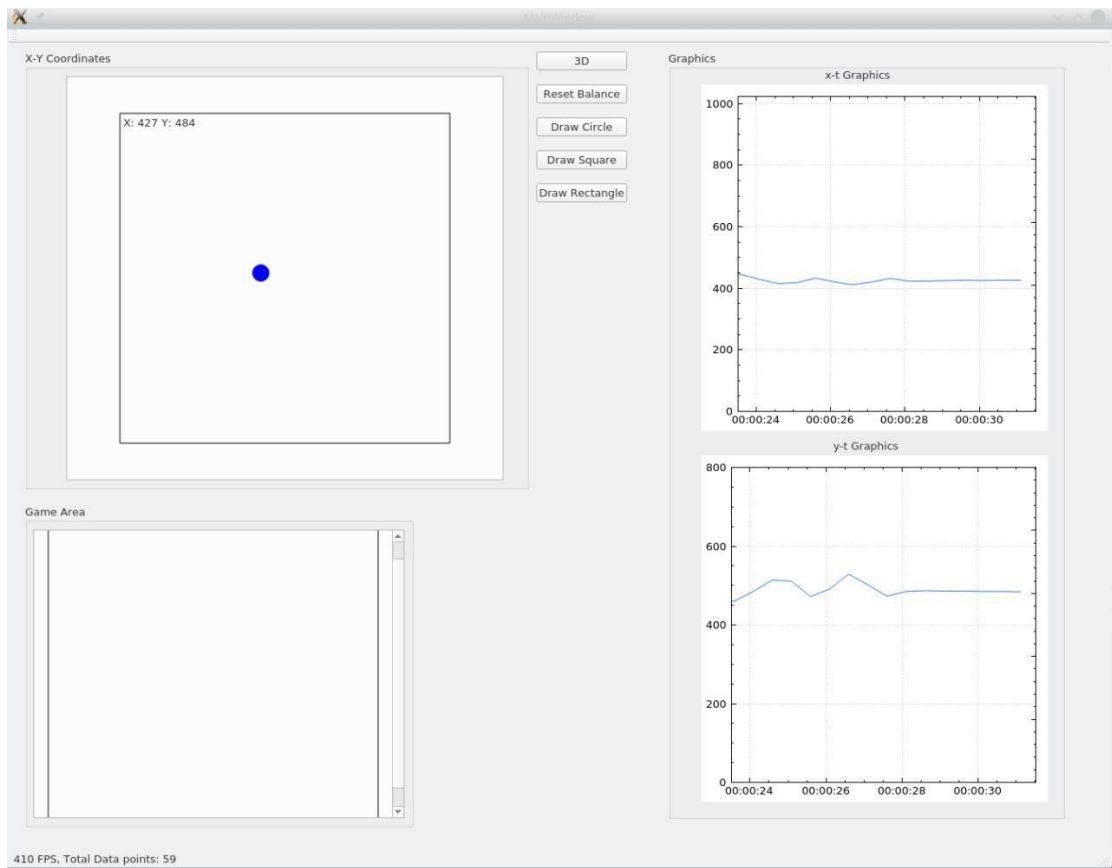 MainWindow
X-Y Coordinates
X: 427 Y: 484
3D
Reset Balance
Draw Circle
Draw Square
Draw Rectangle
Graphics
x-t Graphics
1000
800
600
400
200
0
00:00:24 00:00:26 00:00:28 00:00:30
y-t Graphics
800
600
400
200
0
00:00:24 00:00:26 00:00:28 00:00:30
Game Area
410 FPS, Total Data points: 59